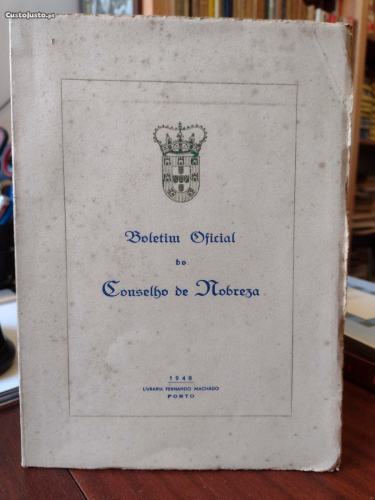 CustoJusto.pt
Boletim Oficial
do
Conselho de Nobreza
1948
LIVRARIA FERNANDO MACHADO
PORTO